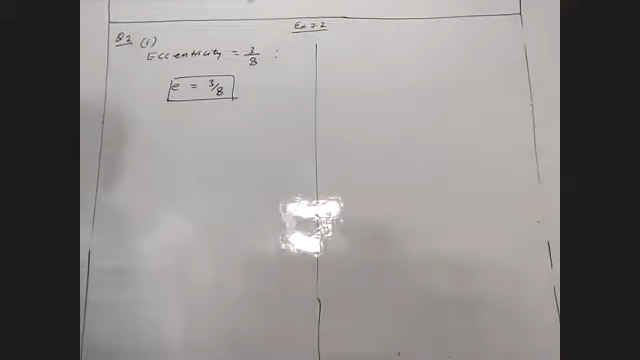 Ex 7.2
Q2 (1)
Eccentricity = 3/8 :
e = 3/8